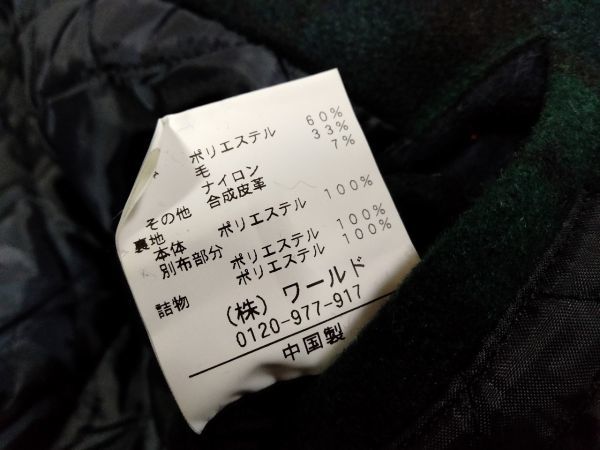 ポリエステル 60%
毛 33%
ナイロン 7%
その他 合成皮革
裏地
本体 ポリエステル 100%
別布部分 ポリエステル 100%
詰物 ポリエステル 100%
(株) ワールド
0120-977-917
中国製